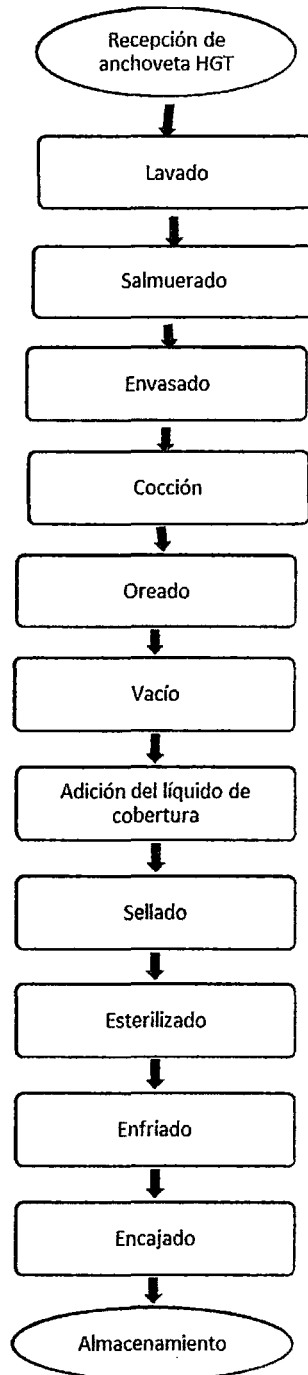 Recepción de
anchoveta HGT
Lavado
Salmuerado
Envasado
Cocción
Oreado
Vacío
Adición del líquido de
cobertura
Sellado
Esterilizado
Enfriado
Encajado
Almacenamiento